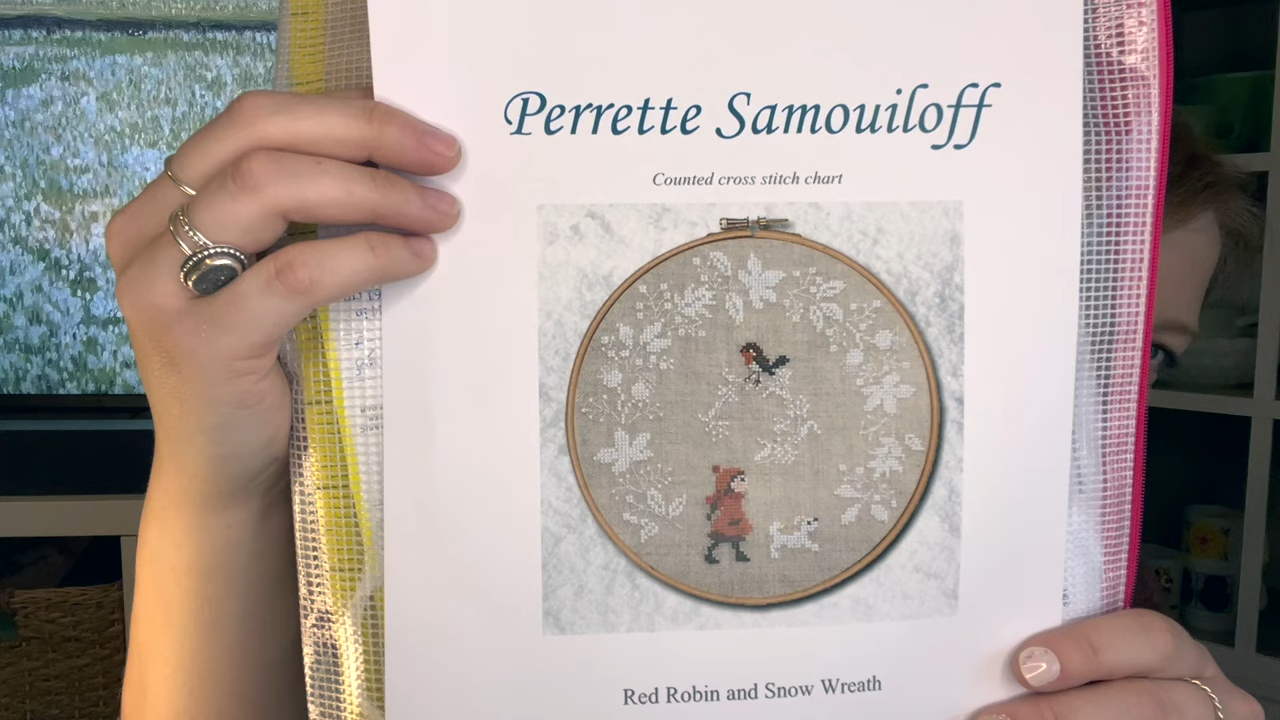 Perrette Samouiloff
Counted cross stitch chart
Red Robin and Snow Wreath